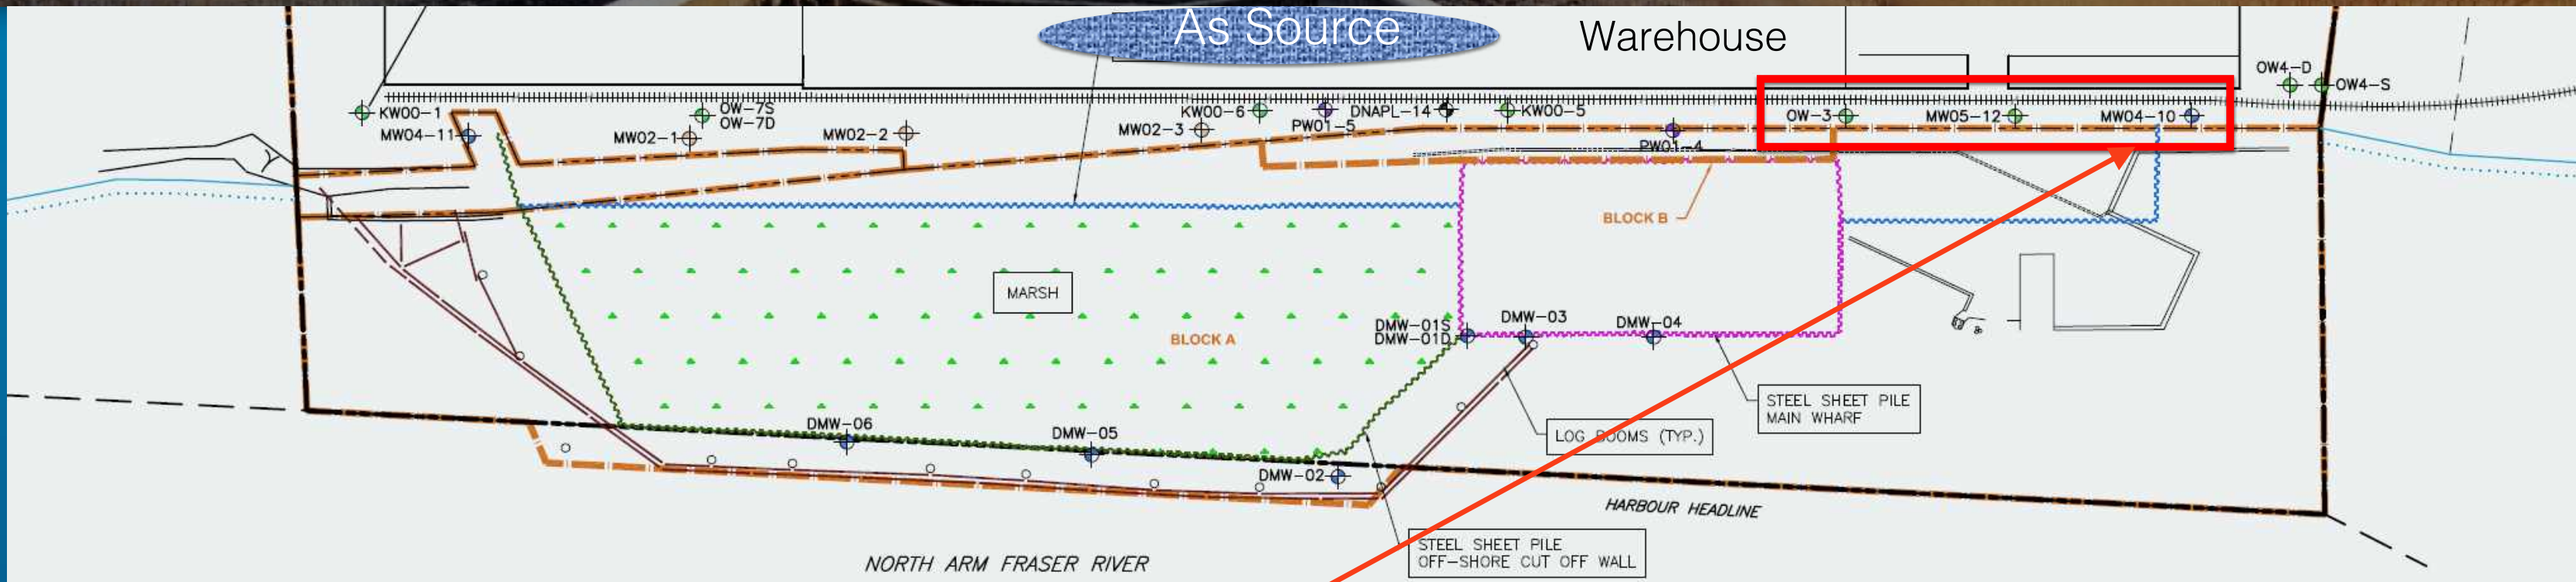 As Source
Warehouse
OW4-D
OW4-S
KW00-1
MW04-11
OW-7S
OW-7D
MW02-1
MW02-2
MW02-3
KW00-6
PW01-5
DNAPL-14
KW00-5
PW01-4
OW-3
MW05-12
MW04-10
BLOCK B
MARSH
BLOCK A
DMW-01S
DMW-01D
DMW-03
DMW-04
STEEL SHEET PILE
MAIN WHARF
LOG BOOMS (TYP.)
DMW-06
DMW-05
DMW-02
HARBOUR HEADLINE
STEEL SHEET PILE
OFF-SHORE CUT OFF WALL
NORTH ARM FRASER RIVER